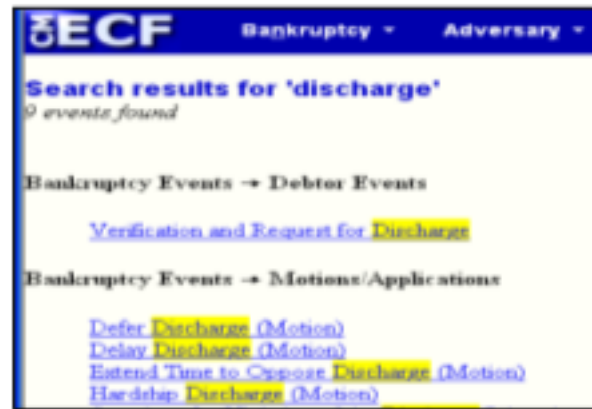 CM ECF Bankruptcy Adversary
Search results for 'discharge'
9 events found
Bankruptcy Events → Debtor Events
Verification and Request for Discharge
Bankruptcy Events → Motions/Applications
Defer Discharge (Motion)
Delay Discharge (Motion)
Extend Time to Oppose Discharge (Motion)
Hardship Discharge (Motion)